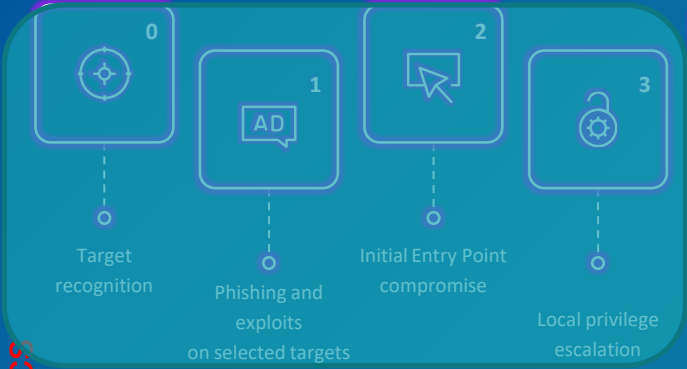 0
Target
recognition
1
AD
Phishing and
exploits
on selected targets
2
Initial Entry Point
compromise
3
Local privilege
escalation